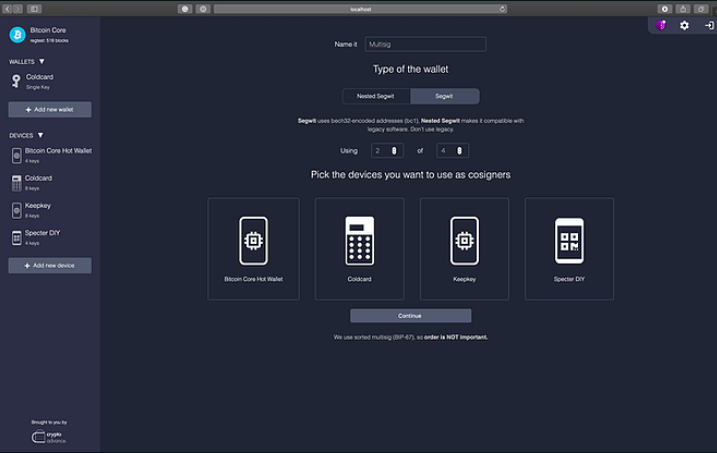 localhost
Bitcoin Core
regtest: 518 blocks
WALLETS
Coldcard
Single Key
+ Add new wallet
DEVICES
Bitcoin Core Hot Wallet
4 keys
Coldcard
8 keys
Keepkey
8 keys
Specter DIY
4 keys
+ Add new device
Brought to you by
crypto
advance.
Name it
Multisig
Type of the wallet
Nested Segwit
Segwit
Segwit uses bech32-encoded addresses (bc1), Nested Segwit makes it compatible with
legacy software. Don't use legacy.
Using 2 of 4
Pick the devices you want to use as cosigners
Bitcoin Core Hot Wallet
Coldcard
Keepkey
Specter DIY
Continue
We use sorted multisig (BIP-67), so order is NOT important.